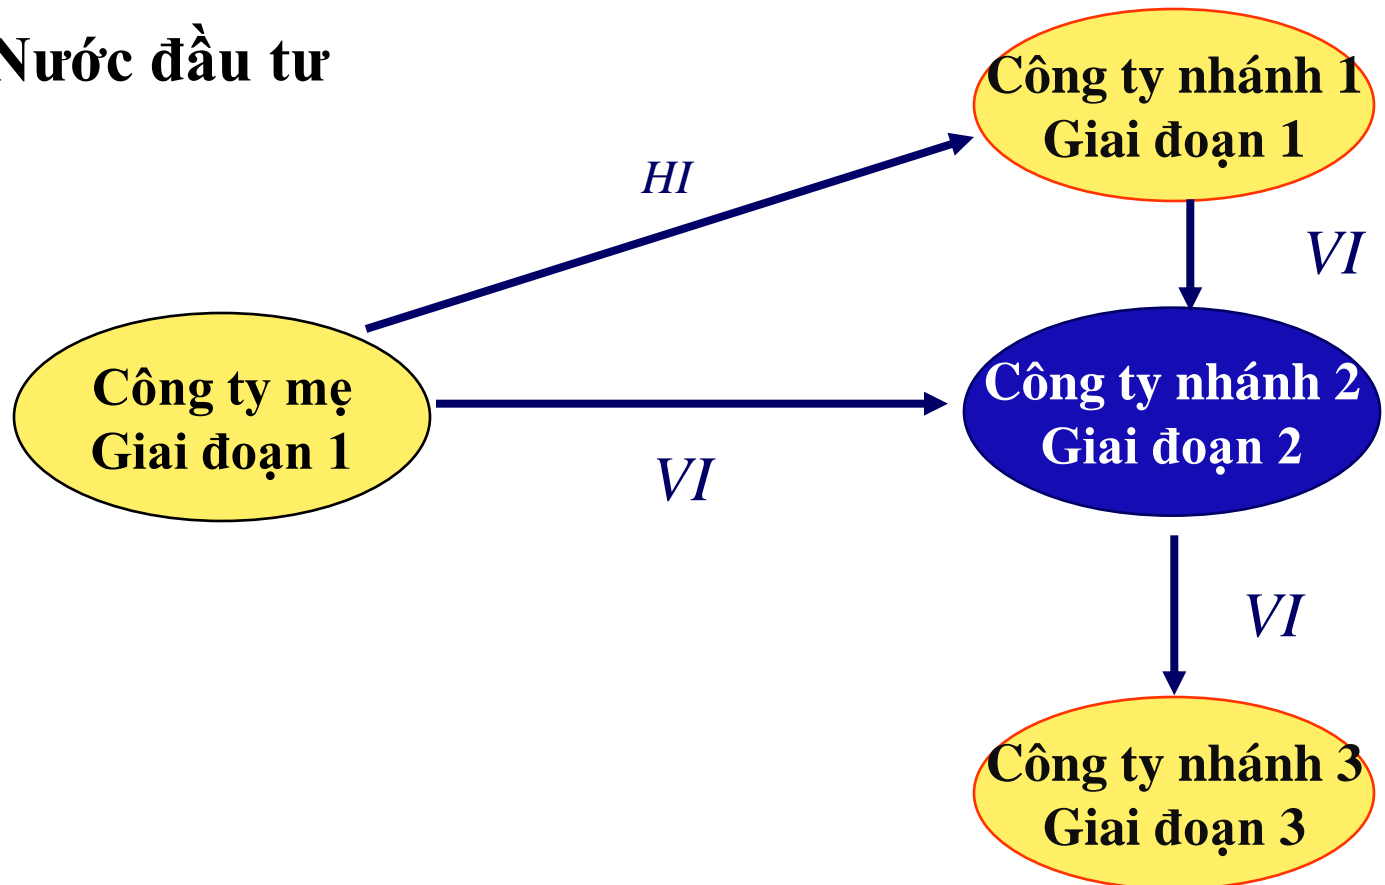 Nước đầu tư
Công ty nhánh 1
Giai đoạn 1
HI
VI
Công ty mẹ
Giai đoạn 1
Công ty nhánh 2
Giai đoạn 2
VI
VI
Công ty nhánh 3
Giai đoạn 3